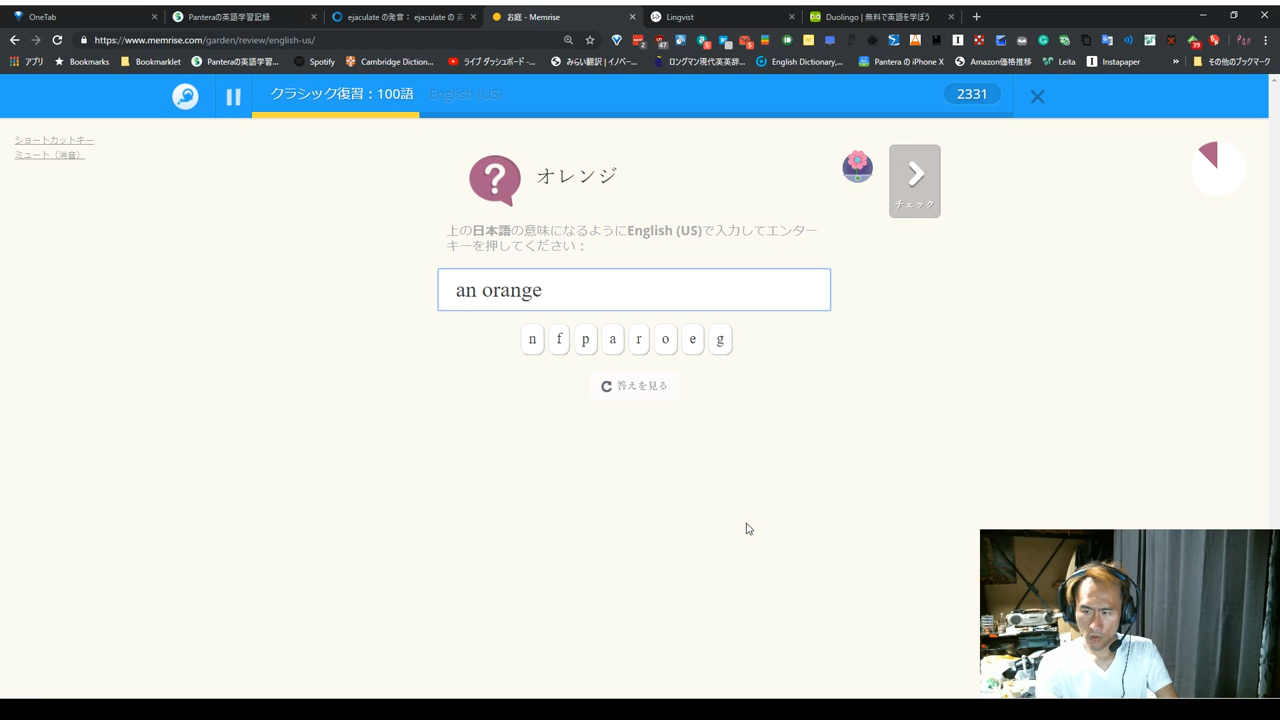 OneTab
Panteraの英語学習記録
ejaculate の発音： ejaculate の 英
お庭 - Memrise
Lingvist
Duolingo | 無料で英語を学ぼう
https://www.memrise.com/garden/review/english-us/
アプリ
Bookmarks
Bookmarklet
Panteraの英語学習...
Spotify
Cambridge Diction...
ライブ ダッシュボード -...
みらい翻訳 | イノベー...
ロングマン現代英英辞...
English Dictionary,...
Pantera の iPhone X
Amazon価格推移
Leita
Instapaper
»
その他のブックマーク
クラシック復習：100語
English (US)
2331
ショートカットキー
ミュート（消音）
?
オレンジ
チェック
上の日本語の意味になるようにEnglish (US)で入力してエンター
キーを押してください：
an orange
n f p a r o e g
答えを見る